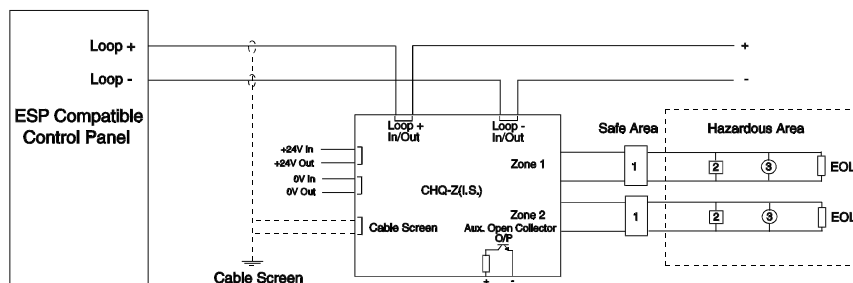 Loop +
Loop -
ESP Compatible
Control Panel
+
-
Loop +
In/Out
Loop -
In/Out
Safe Area
Hazardous Area
+24V In
+24V Out
0V In
0V Out
CHQ-Z(I.S.)
Zone 1
1
2
3
EOL
Zone 2
Aux. Open Collector
O/P
1
2
3
EOL
Cable Screen
+ -
Cable Screen